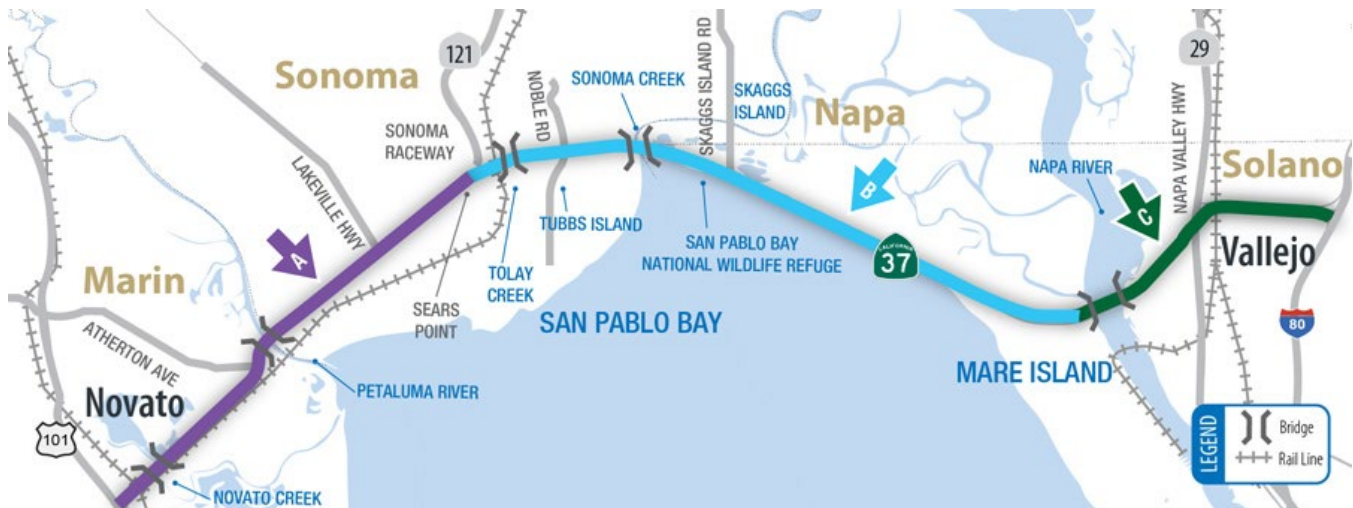 121
29
Sonoma
SONOMA
RACEWAY
NOBLE RD
SONOMA CREEK
SKAGGS ISLAND RD
SKAGGS
ISLAND
Napa
NAPA RIVER
NAPA VALLEY HWY
Solano
LAKEVILLE HWY
A
B
C
TUBBS ISLAND
SAN PABLO BAY
NATIONAL WILDLIFE REFUGE
CALIFORNIA
37
Vallejo
Marin
TOLAY
CREEK
SEARS
POINT
SAN PABLO BAY
80
ATHERTON AVE
MARE ISLAND
Novato
PETALUMA RIVER
101
NOVATO CREEK
LEGEND
Bridge
Rail Line